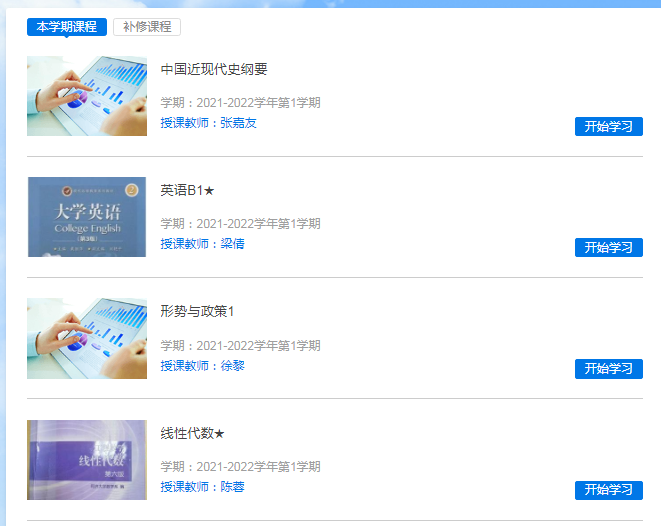 本学期课程 补修课程
中国近现代史纲要
学期：2021-2022学年第1学期
授课教师：张嘉友
开始学习
2
大学英语
College English
（第3版）
英语B1★
学期：2021-2022学年第1学期
授课教师：梁倩
开始学习
形势与政策1
学期：2021-2022学年第1学期
授课教师：徐黎
开始学习
线性代数
第六版
线性代数★
学期：2021-2022学年第1学期
授课教师：陈蓉
开始学习